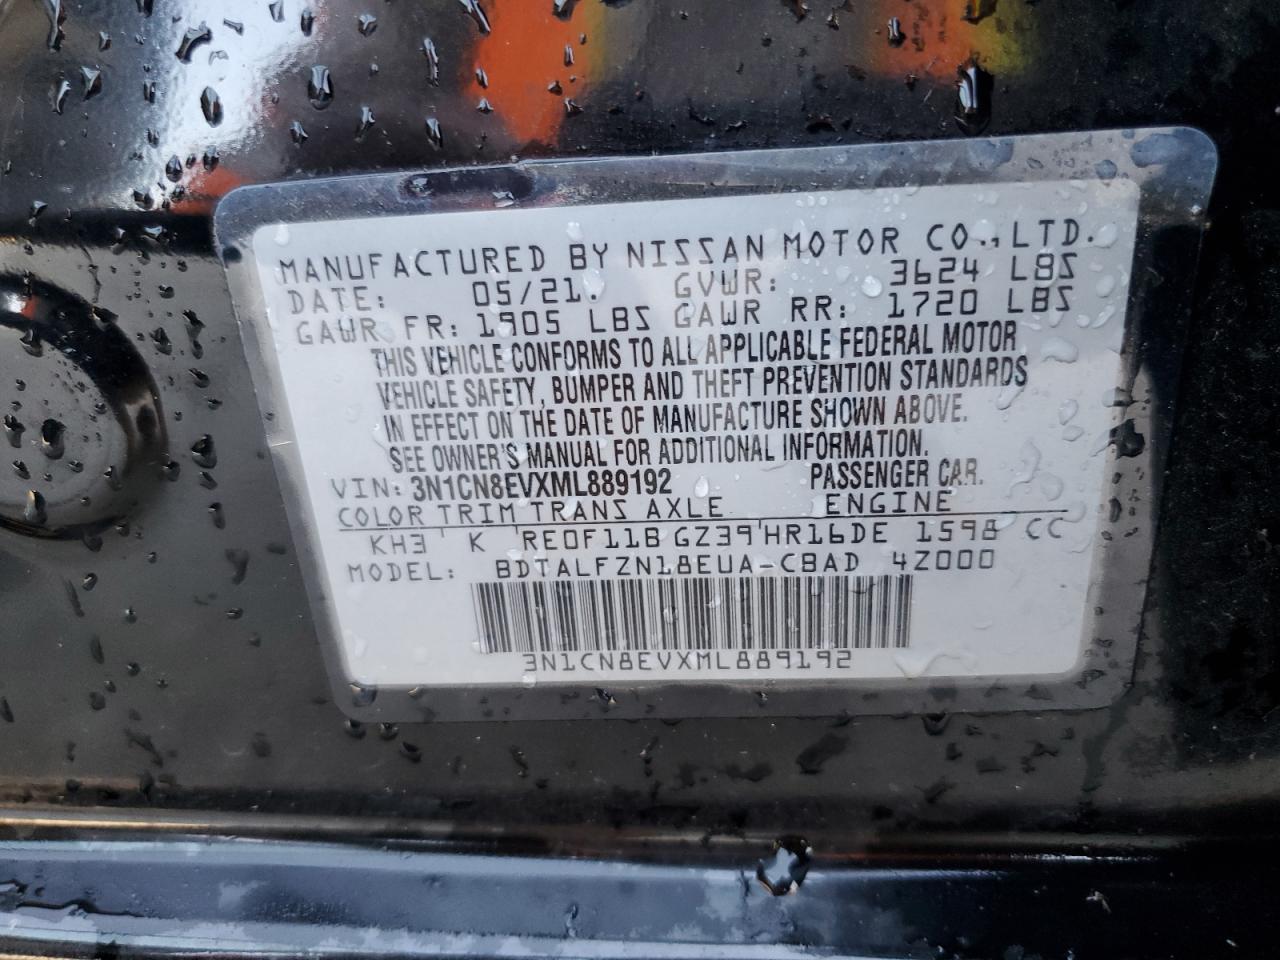 MANUFACTURED BY NISSAN MOTOR CO.,LTD.
DATE: 05/21. GVWR: 3624 LBS
GAWR FR: 1905 LBS GAWR RR: 1720 LBS
THIS VEHICLE CONFORMS TO ALL APPLICABLE FEDERAL MOTOR
VEHICLE SAFETY, BUMPER AND THEFT PREVENTION STANDARDS
IN EFFECT ON THE DATE OF MANUFACTURE SHOWN ABOVE.
SEE OWNER'S MANUAL FOR ADDITIONAL INFORMATION.
VIN: 3N1CN8EVXML889192 PASSENGER CAR.
COLOR TRIM TRANS AXLE ENGINE
KH3 K RE0F11B GZ39 HR16DE 1598 CC
MODEL: BDTALFZN18EUA-CBAD 4Z000
3N1CN8EVXML889192